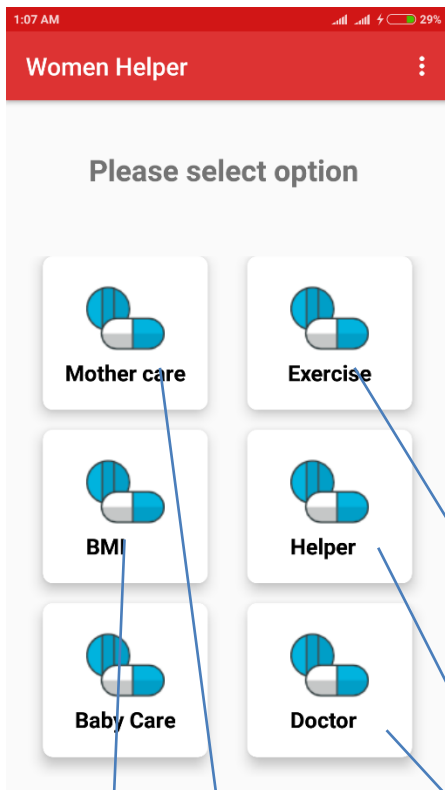 1:07 AM 29%
Women Helper
Please select option
Mother care Exercise
BMI Helper
Baby Care Doctor